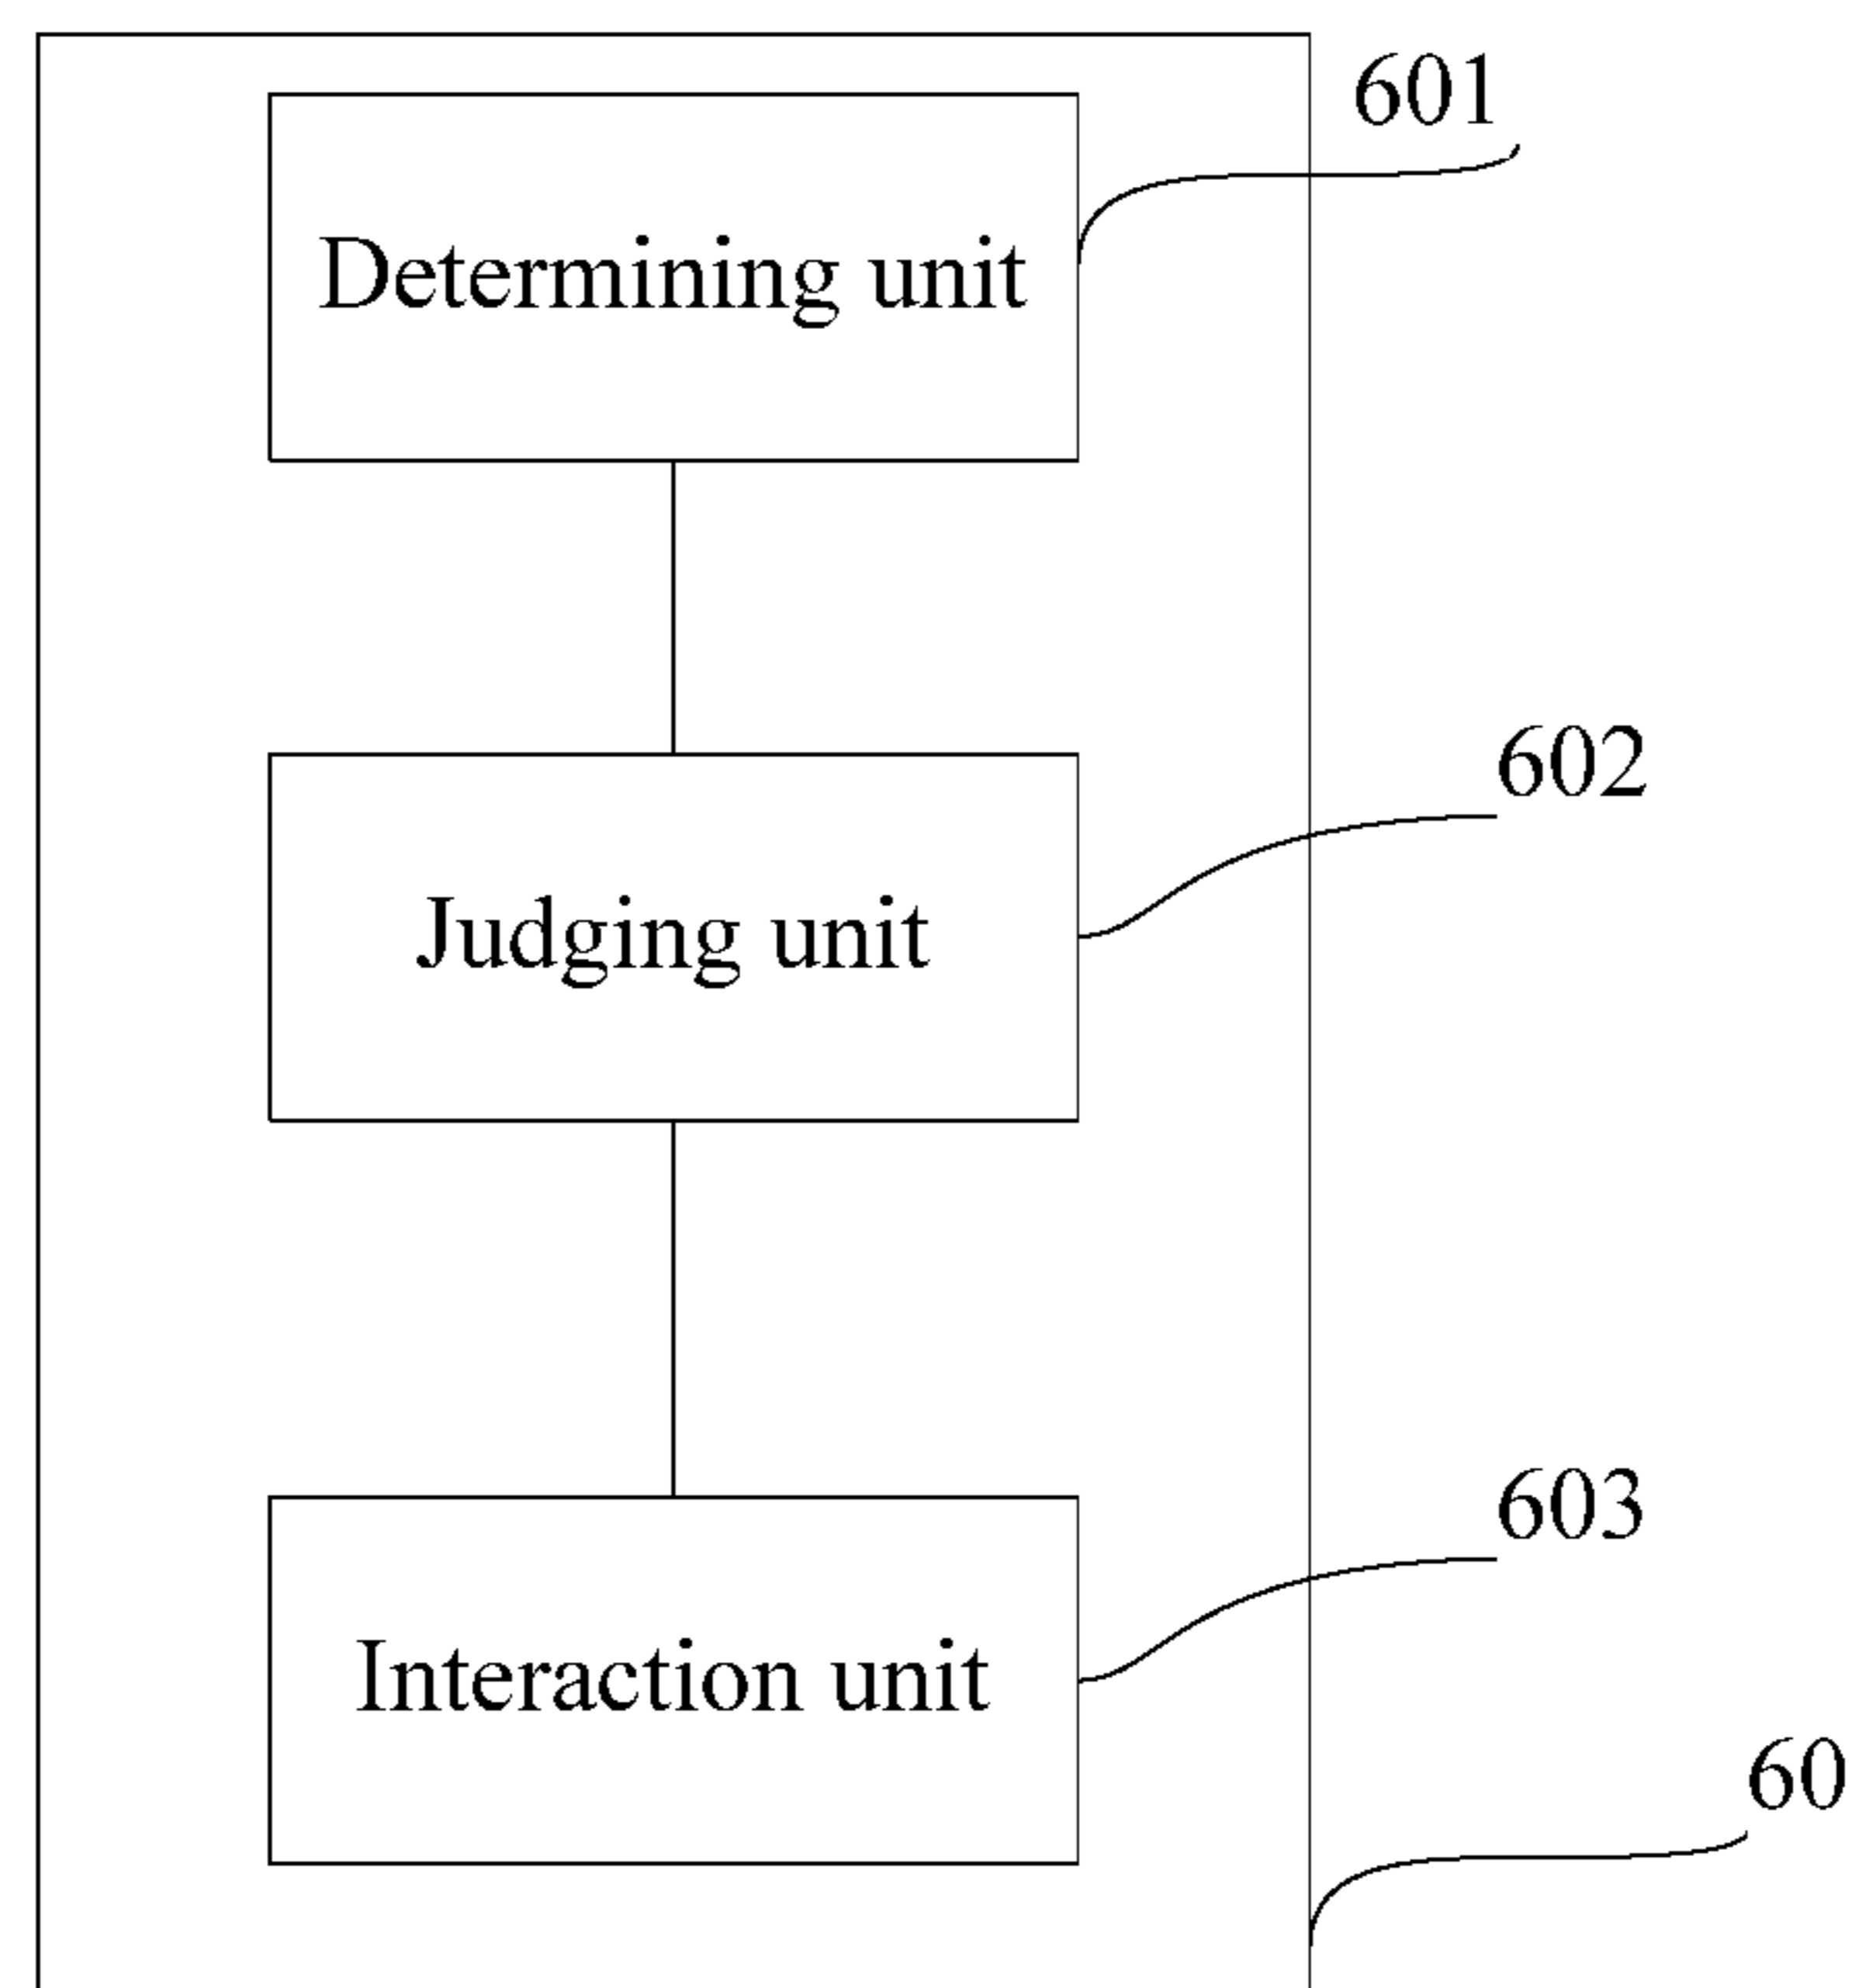 601
Determining unit
602
Judging unit
603
Interaction unit
60